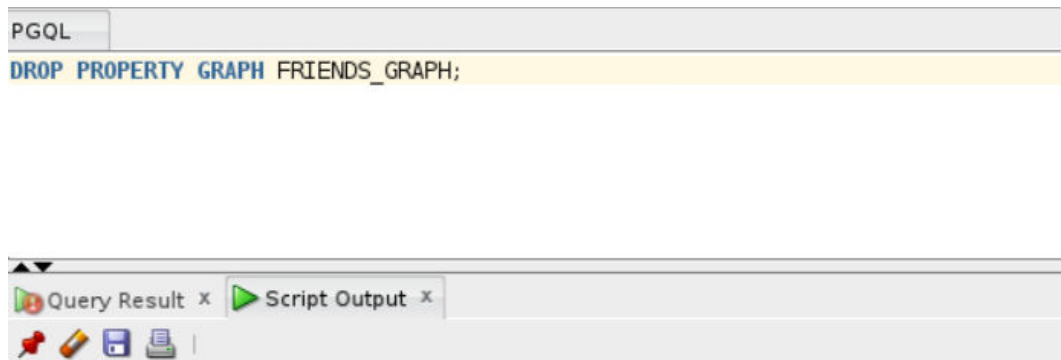 PGQL
DROP PROPERTY GRAPH FRIENDS_GRAPH;
Query Result x Script Output x